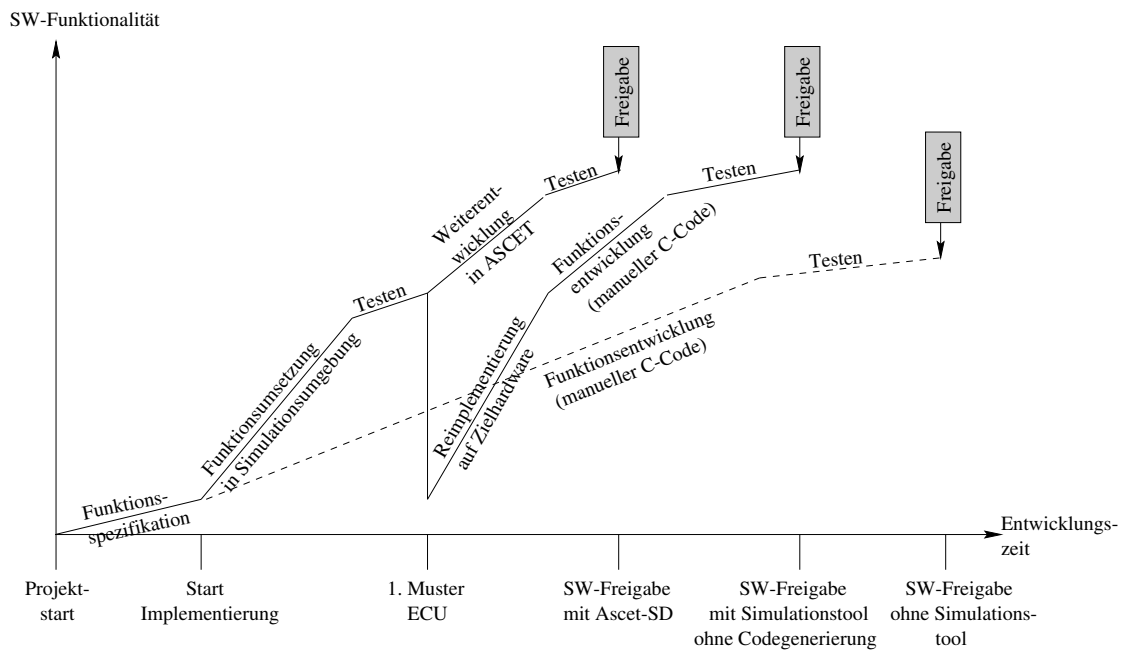 SW-Funktionalität
Freigabe
Freigabe
Freigabe
Testen
Testen
Testen
Testen
Weiterent-
wicklung
in ASCET
Funktions-
entwicklung
(manueller C-Code)
Funktionsumsetzung
in Simulationsumgebung
Reimplementierung
auf Zielhardware
Funktionsentwicklung
(manueller C-Code)
Funktions-
spezifikation
Entwicklungs-
zeit
Projekt-
start
Start
Implementierung
1. Muster
ECU
SW-Freigabe
mit Ascet-SD
SW-Freigabe
mit Simulationstool
ohne Codegenerierung
SW-Freigabe
ohne Simulations-
tool